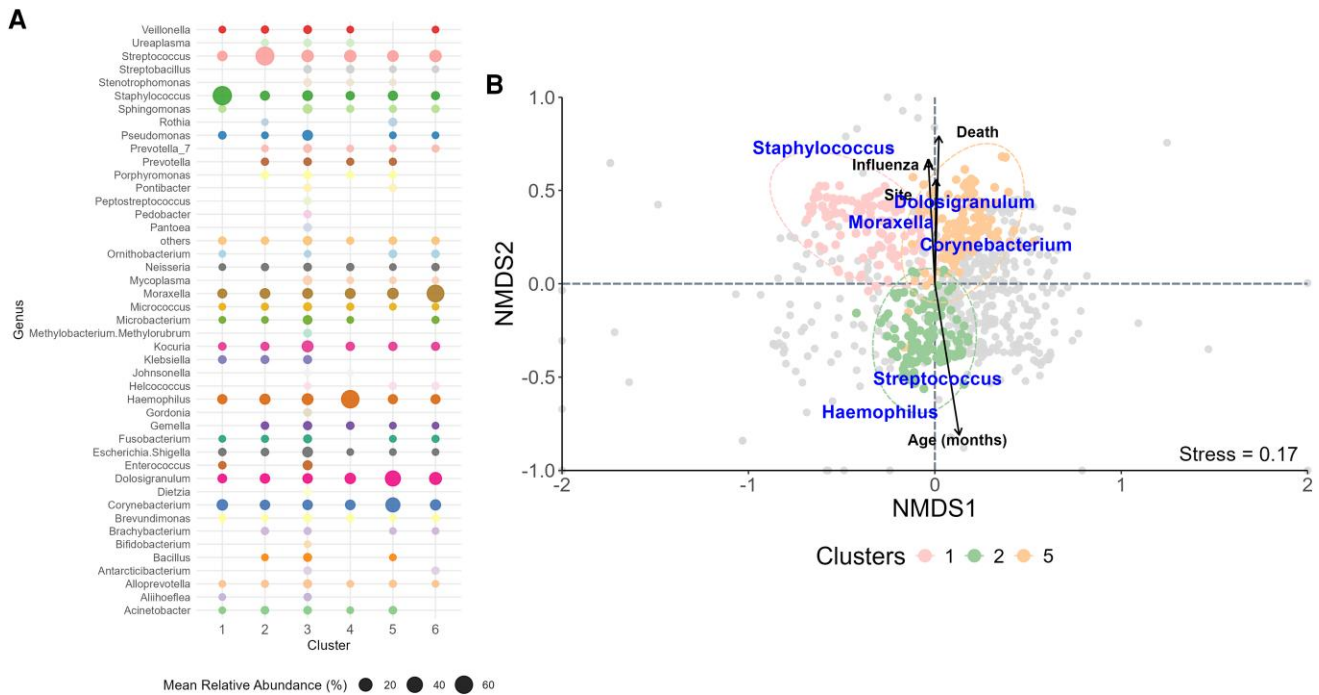 A
Veillonella
Ureaplasma
Streptococcus
Streptobacillus
Stenotrophomonas
Staphylococcus
Sphingomonas
Rothia
Pseudomonas
Prevotella_7
Prevotella
Porphyromonas
Pontibacter
Peptostreptococcus
Pedobacter
Pantoea
others
Ornithobacterium
Neisseria
Mycoplasma
Moraxella
Micrococcus
Microbacterium
Methylobacterium.Methylorubrum
Kocuria
Klebsiella
Johnsonella
Helcococcus
Haemophilus
Gordonia
Gemella
Fusobacterium
Escherichia.Shigella
Enterococcus
Dolosigranulum
Dietzia
Corynebacterium
Brevundimonas
Brachybacterium
Bifidobacterium
Bacillus
Antarcticibacterium
Alloprevotella
Aliihoeflea
Acinetobacter
Genus
1 2 3 4 5 6
Cluster
Mean Relative Abundance (%) 20 40 60
B
1.0
0.5
0.0
-0.5
-1.0
NMDS2
Death
Staphylococcus
Influenza A
Site
Dolosigranulum
Moraxella
Corynebacterium
Streptococcus
Haemophilus
Age (months)
Stress = 0.17
-2 -1 0 1 2
NMDS1
Clusters 1 2 5